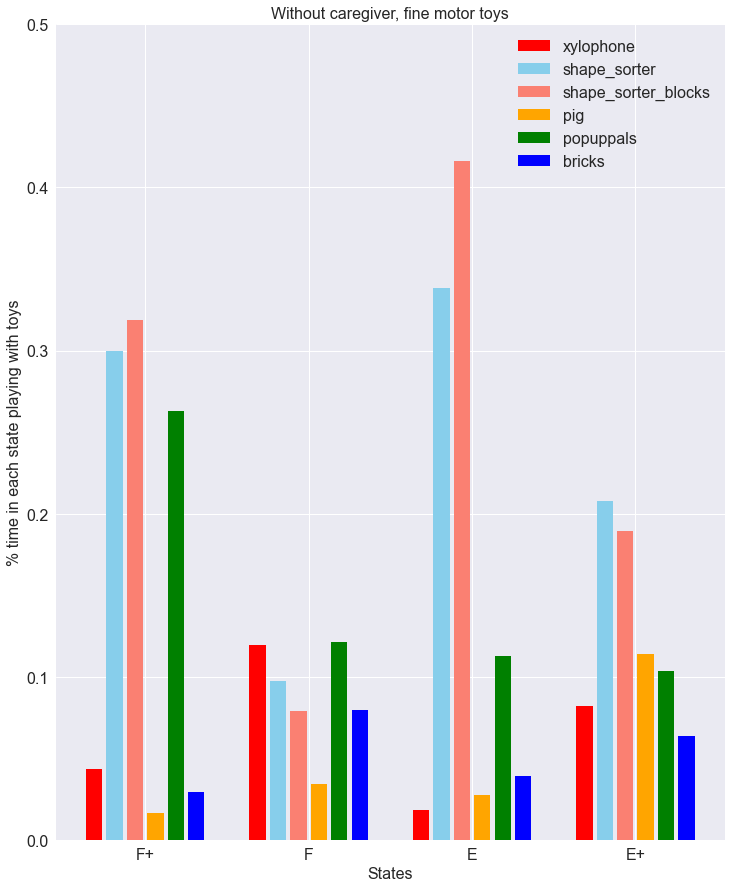 Without caregiver, fine motor toys
xylophone
shape_sorter
shape_sorter_blocks
pig
popuppals
bricks
% time in each state playing with toys
0.5
0.4
0.3
0.2
0.1
0.0
F+ F E E+
States